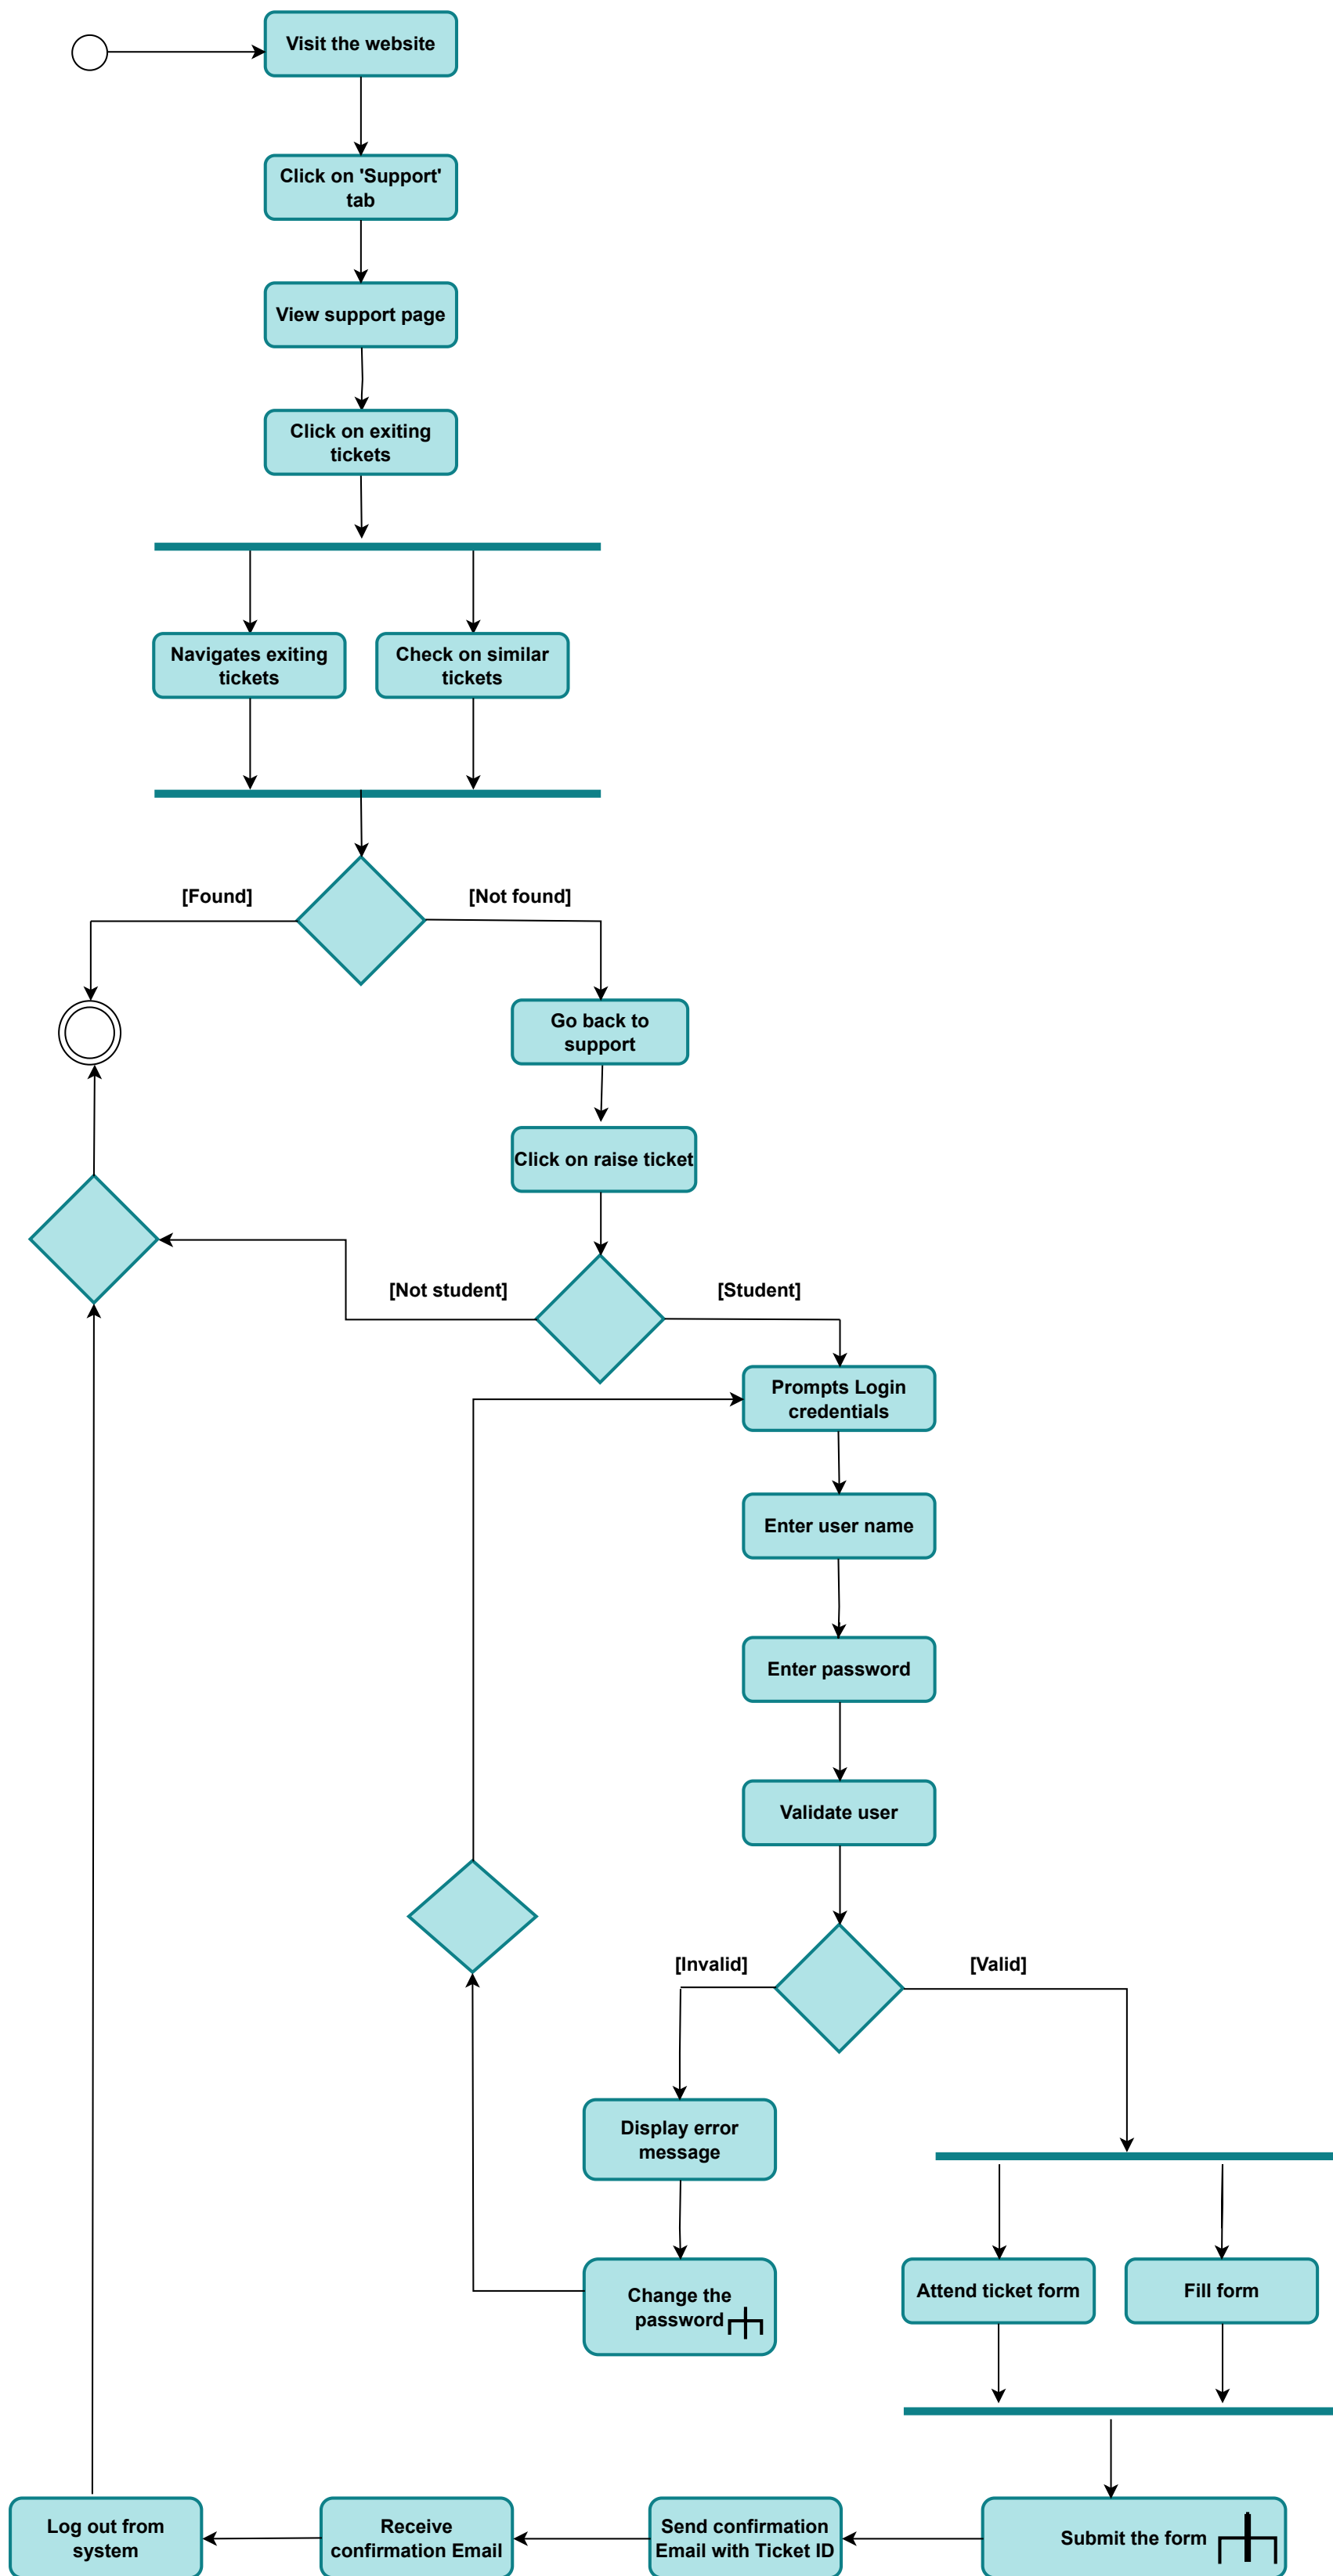 Visit the website
Click on 'Support'
tab
View support page
Click on exiting
tickets
Navigates exiting
tickets
Check on similar
tickets
[Found]
[Not found]
Go back to
support
Click on raise ticket
[Not student]
[Student]
Prompts Login
credentials
Enter user name
Enter password
Validate user
[Invalid]
[Valid]
Display error
message
Change the
password
Attend ticket form
Fill form
Log out from
system
Receive
confirmation Email
Send confirmation
Email with Ticket ID
Submit the form